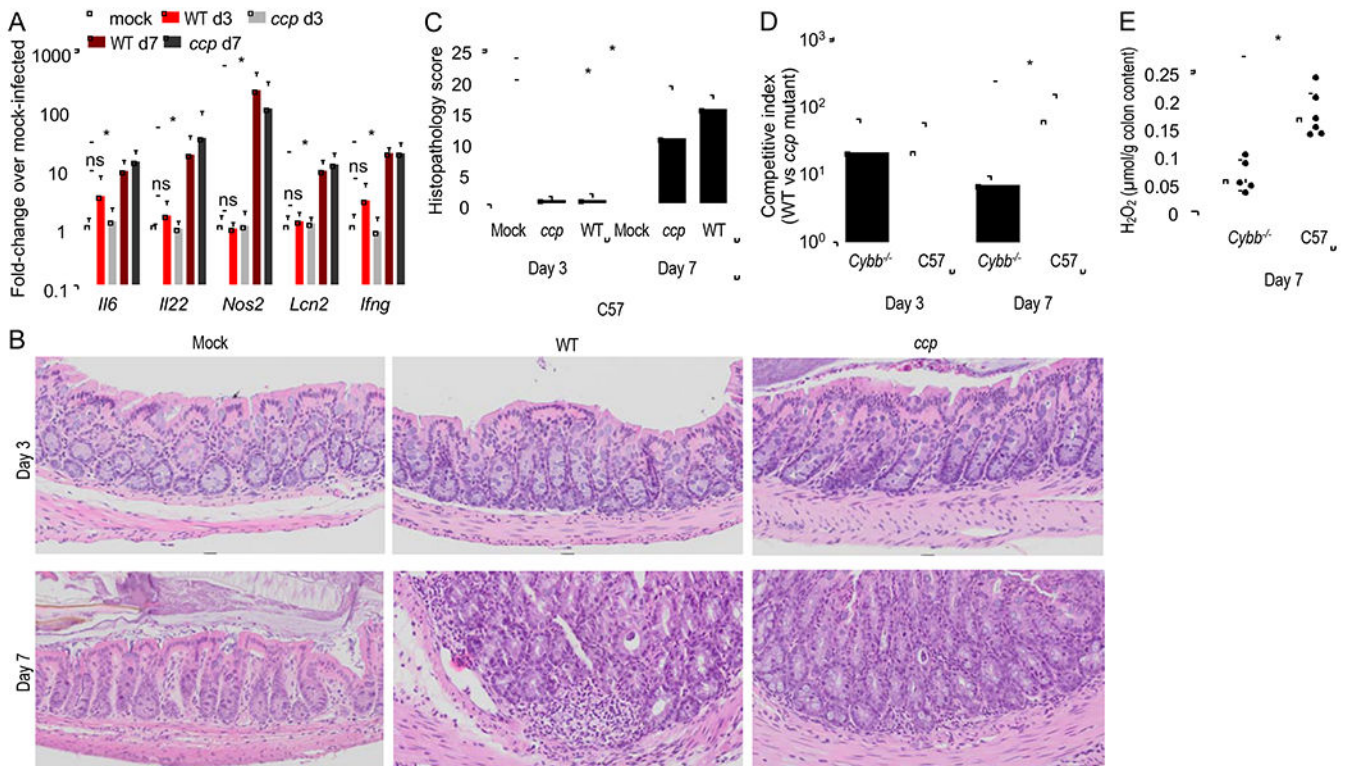 A
mock WT d3 ccp d3
WT d7 ccp d7
Fold-change over mock-infected
1000
100
10
1
0.1
ns *
ns *
ns *
ns *
ns *
Il6 Il22 Nos2 Lcn2 Ifng
C
Histopathology score
25
20
15
10
5
0
* *
Mock ccp WT Mock ccp WT
Day 3 Day 7
C57
D
Competitive index
(WT vs ccp mutant)
10³
10²
10¹
10⁰
*
Cybb-/- C57 Cybb-/- C57
Day 3 Day 7
E
H₂O₂ (µmol/g colon content)
*
0.25
0.2
0.15
0.1
0.05
0
Cybb-/- C57
Day 7
B
Mock WT ccp
Day 3
Day 7